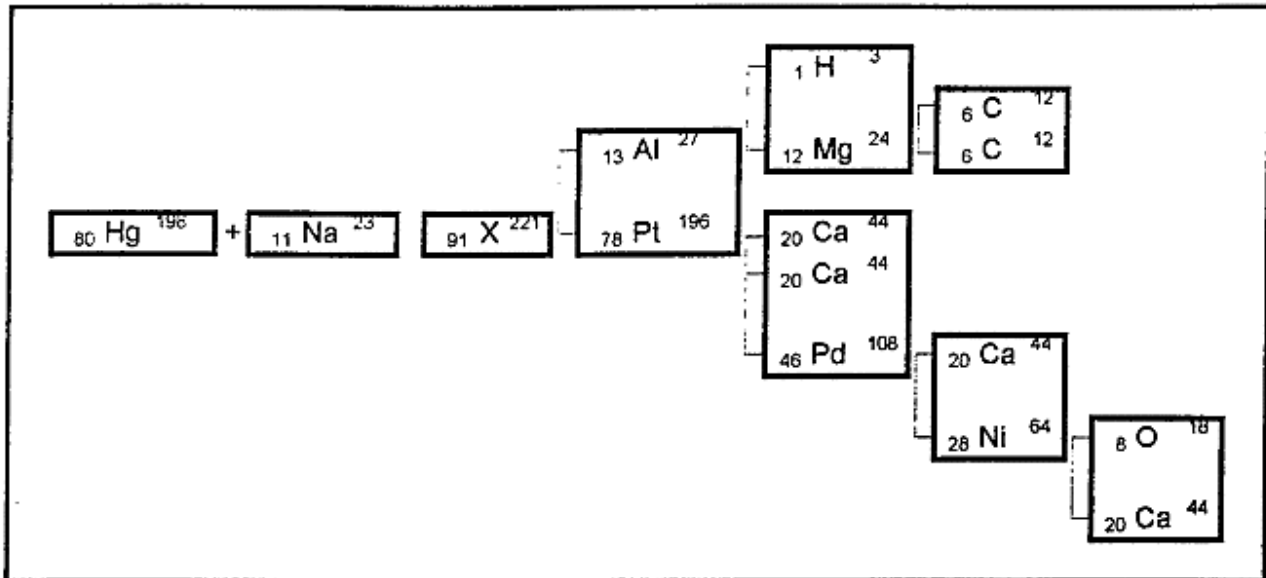 1 H 3
6 C 12
13 Al 27 12 Mg 24 6 C 12
80 Hg 198 + 11 Na 23 91 X 221 78 Pt 196 20 Ca 44
20 Ca 44
46 Pd 108 20 Ca 44
28 Ni 64 8 O 18
20 Ca 44